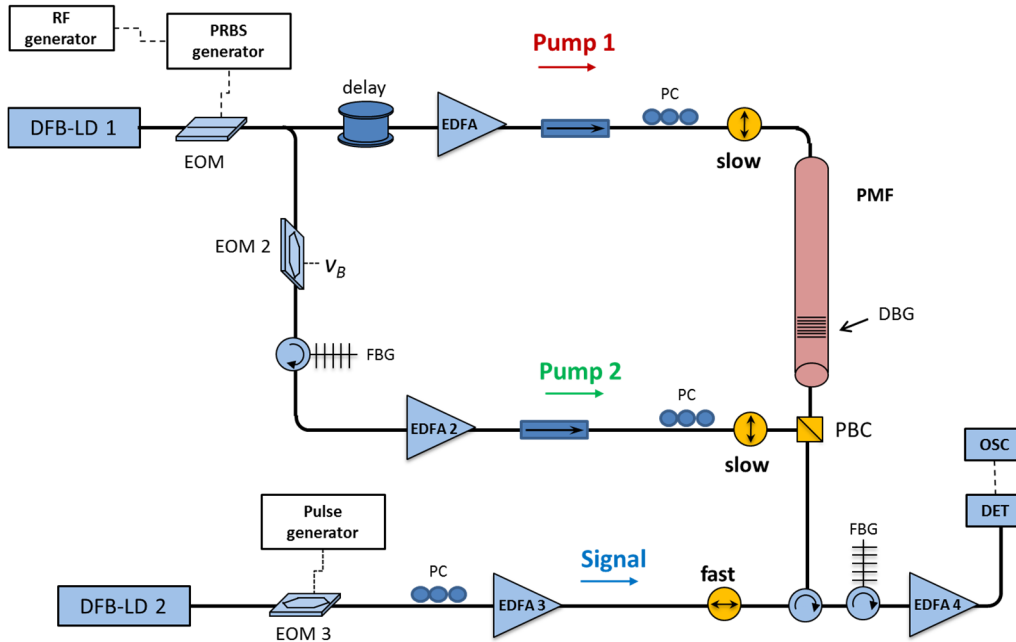 RF
generator
PRBS
generator
Pump 1
delay
PC
EDFA
DFB-LD 1
EOM
slow
PMF
EOM 2
VB
DBG
FBG
Pump 2
PC
EDFA 2
PBC
slow
OSC
Pulse
generator
DET
FBG
Signal
PC
fast
DFB-LD 2
EDFA 3
EDFA 4
EOM 3